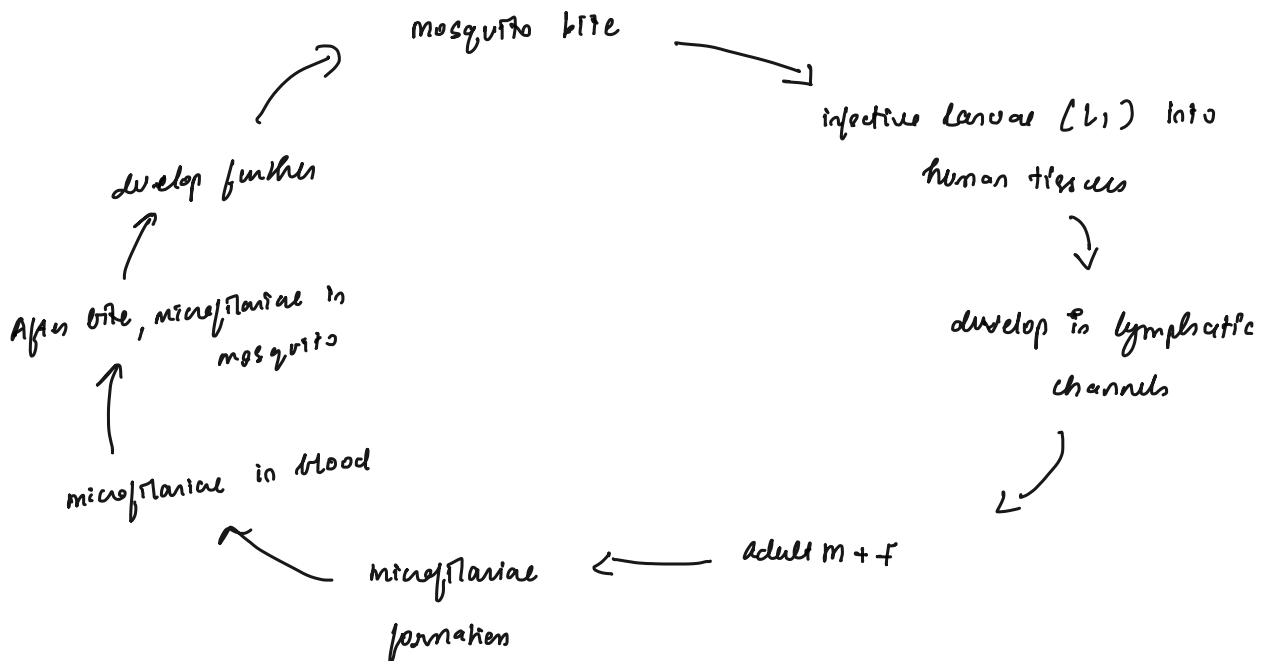 mosquito bite
infective larvae (L1) into
human tissues
develop in lymphatic
channels
adult m + f
microfilariae
formation
microfilariae in blood
After bite, microfilariae in
mosquito
develop further